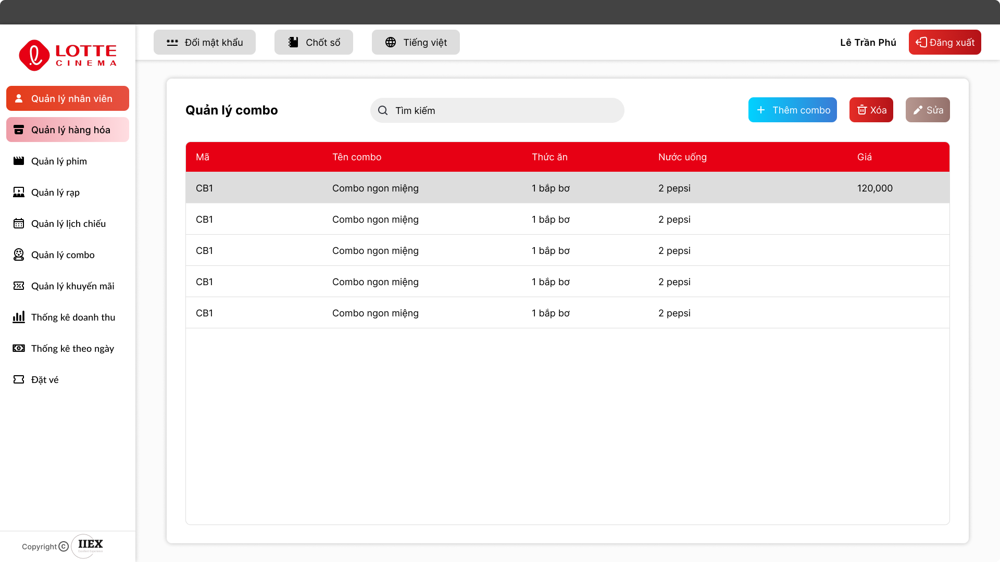 Đổi mật khẩu
Chốt sổ
Tiếng việt
Lê Trần Phú
Đăng xuất
LOTTE
CINEMA
Quản lý nhân viên
Quản lý hàng hóa
Quản lý phim
Quản lý rạp
Quản lý lịch chiếu
Quản lý combo
Quản lý khuyến mãi
Thống kê doanh thu
Thống kê theo ngày
Đặt vé
Copyright ©
IIEX
Quản lý combo
Tìm kiếm
Thêm combo
Xóa
Sửa
Mã Tên combo Thức ăn Nước uống Giá
CB1 Combo ngon miệng 1 bắp bơ 2 pepsi 120,000
CB1 Combo ngon miệng 1 bắp bơ 2 pepsi
CB1 Combo ngon miệng 1 bắp bơ 2 pepsi
CB1 Combo ngon miệng 1 bắp bơ 2 pepsi
CB1 Combo ngon miệng 1 bắp bơ 2 pepsi